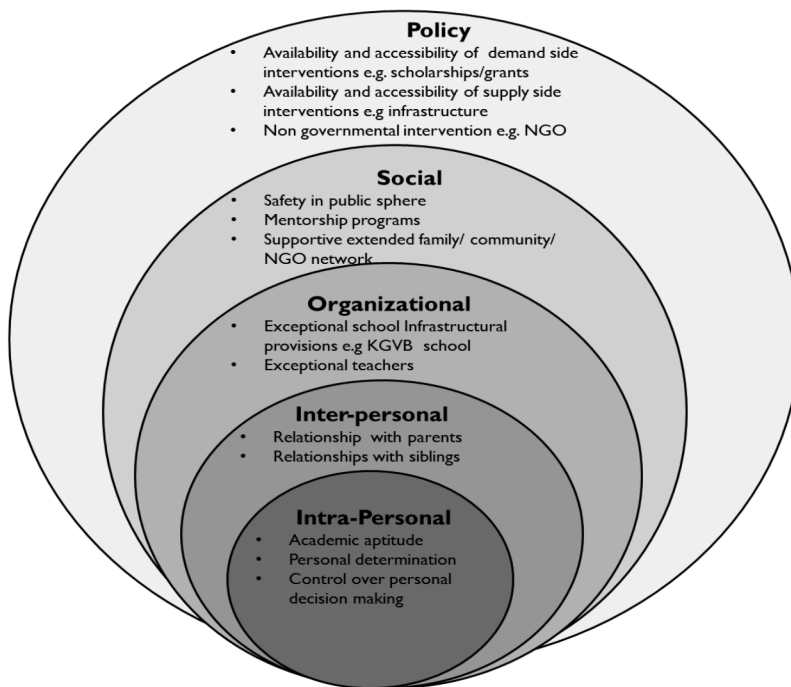 Policy
• Availability and accessibility of demand side
interventions e.g. scholarships/grants
• Availability and accessibility of supply side
interventions e.g infrastructure
• Non governmental intervention e.g. NGO
Social
• Safety in public sphere
• Mentorship programs
• Supportive extended family/ community/
NGO network
Organizational
• Exceptional school Infrastructural
provisions e.g KGVB school
• Exceptional teachers
Inter-personal
• Relationship with parents
• Relationships with siblings
Intra-Personal
• Academic aptitude
• Personal determination
• Control over personal
decision making